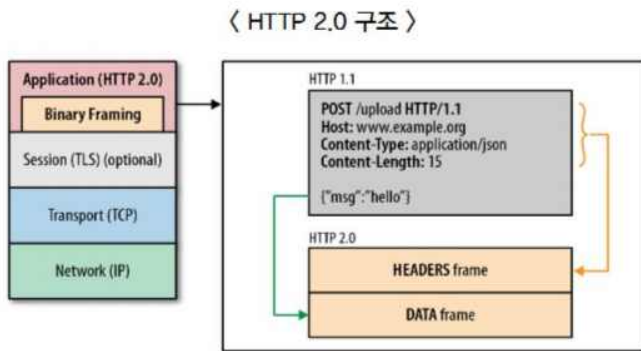 〈 HTTP 2.0 구조 〉
Application (HTTP 2.0)
Binary Framing
Session (TLS) (optional)
Transport (TCP)
Network (IP)
HTTP 1.1
POST /upload HTTP/1.1
Host: www.example.org
Content-Type: application/json
Content-Length: 15
{"msg":"hello"}
HTTP 2.0
HEADERS frame
DATA frame